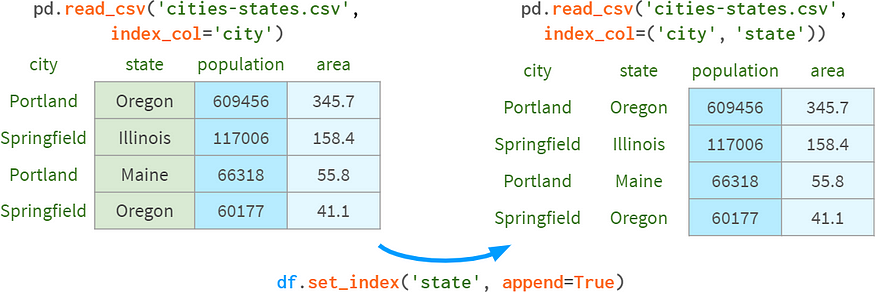 pd.read_csv('cities-states.csv',
index_col='city')
city state population area
Portland Oregon 609456 345.7
Springfield Illinois 117006 158.4
Portland Maine 66318 55.8
Springfield Oregon 60177 41.1
pd.read_csv('cities-states.csv',
index_col=('city', 'state'))
city state population area
Portland Oregon 609456 345.7
Springfield Illinois 117006 158.4
Portland Maine 66318 55.8
Springfield Oregon 60177 41.1
df.set_index('state', append=True)